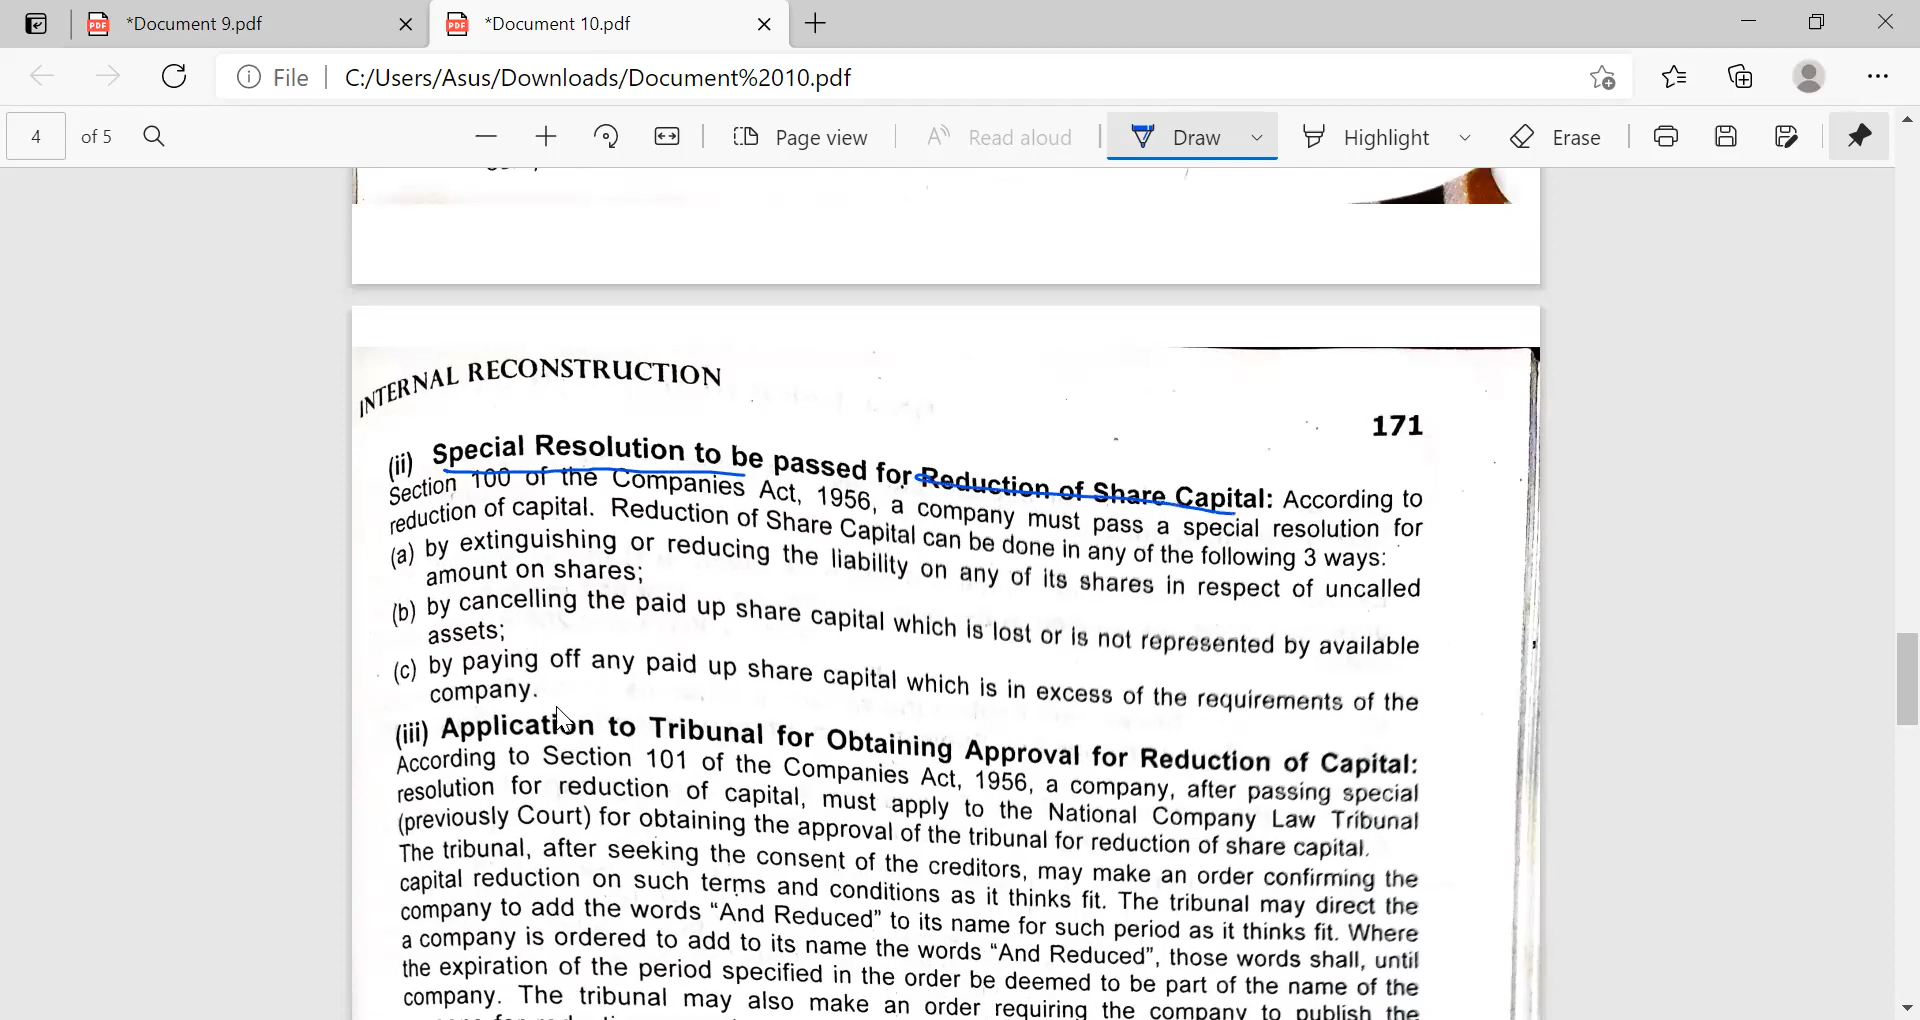 *Document 9.pdf
*Document 10.pdf
File
C:/Users/Asus/Downloads/Document%2010.pdf
4
of 5
Page view
Read aloud
Draw
Highlight
Erase
INTERNAL RECONSTRUCTION
171
(ii) Special Resolution to be passed for Reduction of Share Capital: According to
Section 100 of the Companies Act, 1956, a company must pass a special resolution for
reduction of capital. Reduction of Share Capital can be done in any of the following 3 ways:
(a) by extinguishing or reducing the liability on any of its shares in respect of uncalled
amount on shares;
(b) by cancelling the paid up share capital which is lost or is not represented by available
assets;
(c) by paying off any paid up share capital which is in excess of the requirements of the
company.
(iii) Application to Tribunal for Obtaining Approval for Reduction of Capital:
According to Section 101 of the Companies Act, 1956, a company, after passing special
resolution for reduction of capital, must apply to the National Company Law Tribunal
(previously Court) for obtaining the approval of the tribunal for reduction of share capital.
The tribunal, after seeking the consent of the creditors, may make an order confirming the
capital reduction on such terms and conditions as it thinks fit. The tribunal may direct the
company to add the words “And Reduced” to its name for such period as it thinks fit. Where
a company is ordered to add to its name the words “And Reduced”, those words shall, until
the expiration of the period specified in the order be deemed to be part of the name of the
company. The tribunal may also make an order requiring the company to publish the